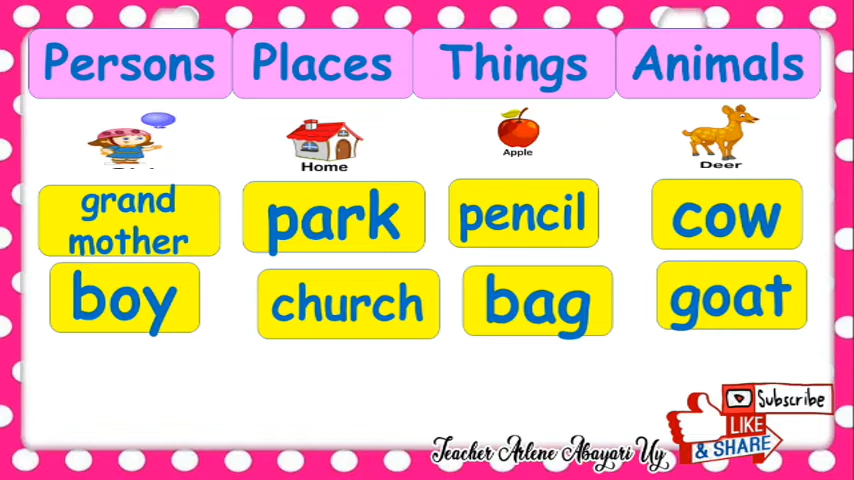 Persons Places Things Animals
Apple
Home
Deer
grand
mother
park
pencil
cow
boy
church
bag
goat
Subscribe
LIKE
& SHARE
Teacher Arlene Abayari Uy